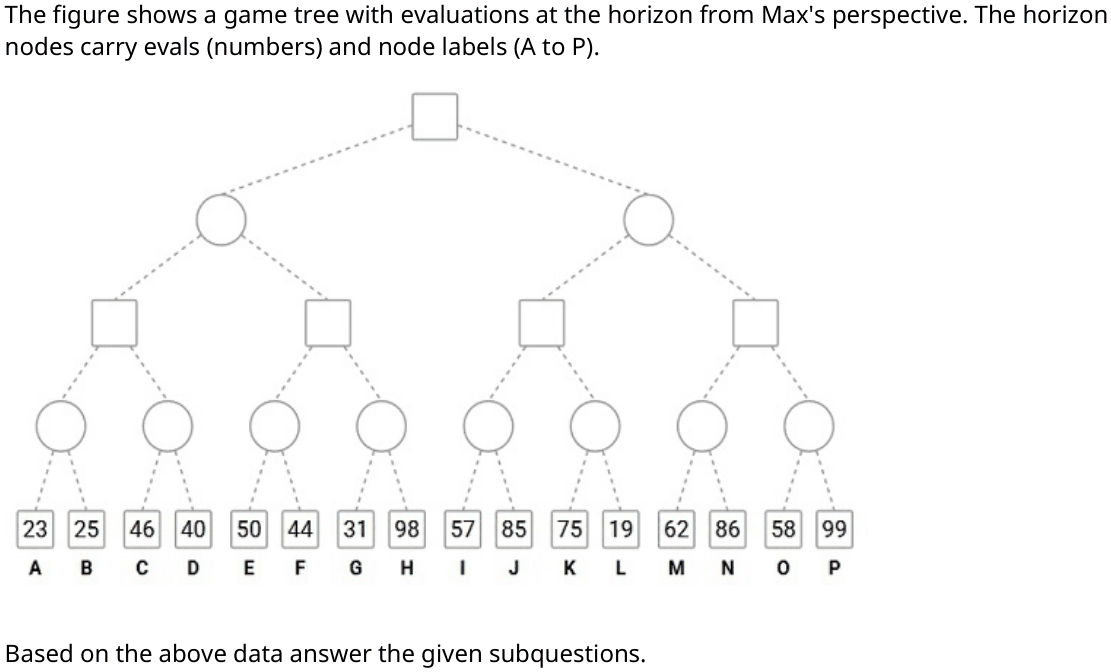 The figure shows a game tree with evaluations at the horizon from Max's perspective. The horizon
nodes carry evals (numbers) and node labels (A to P).
23 25 46 40 50 44 31 98 57 85 75 19 62 86 58 99
A B C D E F G H I J K L M N O P
Based on the above data answer the given subquestions.